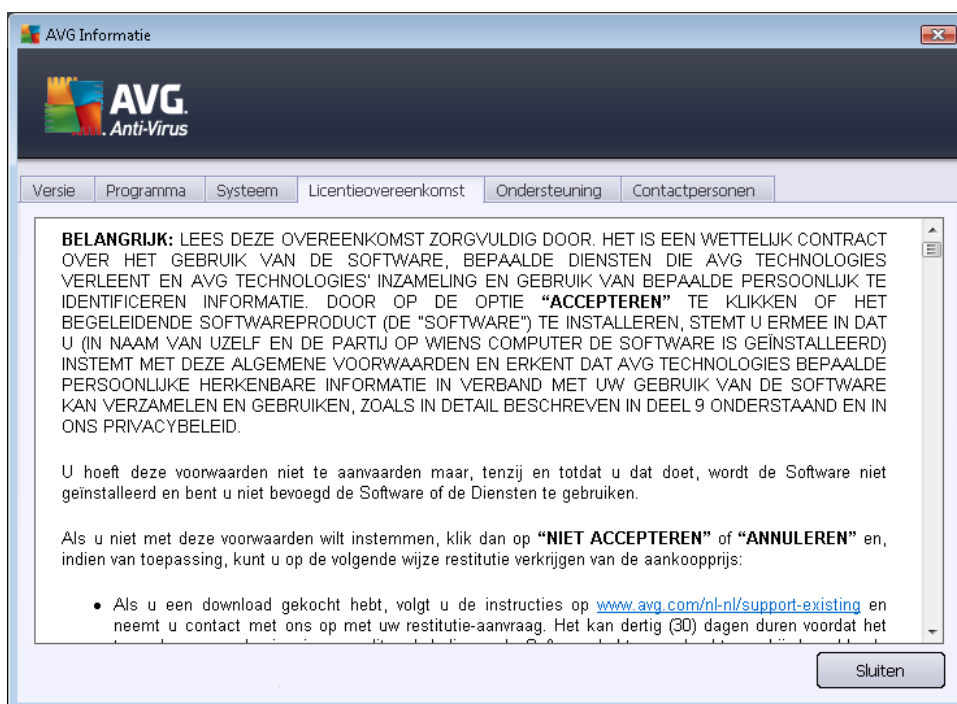 AVG Informatie
AVG.
Anti-Virus
Versie Programma Systeem Licentieovereenkomst Ondersteuning Contactpersonen
BELANGRIJK: LEES DEZE OVEREENKOMST ZORGVULDIG DOOR. HET IS EEN WETTELIJK CONTRACT
OVER HET GEBRUIK VAN DE SOFTWARE, BEPAALDE DIENSTEN DIE AVG TECHNOLOGIES
VERLEENT EN AVG TECHNOLOGIES' INZAMELING EN GEBRUIK VAN BEPAALDE PERSOONLIJK TE
IDENTIFICEREN INFORMATIE. DOOR OP DE OPTIE “ACCEPTEREN” TE KLIKKEN OF HET
BEGELEIDENDE SOFTWAREPRODUCT (DE "SOFTWARE") TE INSTALLEREN, STEMT U ERMEE IN DAT
U (IN NAAM VAN UZELF EN DE PARTIJ OP WIENS COMPUTER DE SOFTWARE IS GEÏNSTALLEERD)
INSTEMT MET DEZE ALGEMENE VOORWAARDEN EN ERKENT DAT AVG TECHNOLOGIES BEPAALDE
PERSOONLIJKE HERKENBARE INFORMATIE IN VERBAND MET UW GEBRUIK VAN DE SOFTWARE
KAN VERZAMELEN EN GEBRUIKEN, ZOALS IN DETAIL BESCHREVEN IN DEEL 9 ONDERSTAAND EN IN
ONS PRIVACYBELEID.
U hoeft deze voorwaarden niet te aanvaarden maar, tenzij en totdat u dat doet, wordt de Software niet
geïnstalleerd en bent u niet bevoegd de Software of de Diensten te gebruiken.
Als u niet met deze voorwaarden wilt instemmen, klik dan op “NIET ACCEPTEREN” of “ANNULEREN” en,
indien van toepassing, kunt u op de volgende wijze restitutie verkrijgen van de aankoopprijs:
• Als u een download gekocht hebt, volgt u de instructies op www.avg.com/nl-nl/support-existing en
neemt u contact met ons op met uw restitutie-aanvraag. Het kan dertig (30) dagen duren voordat het
Sluiten